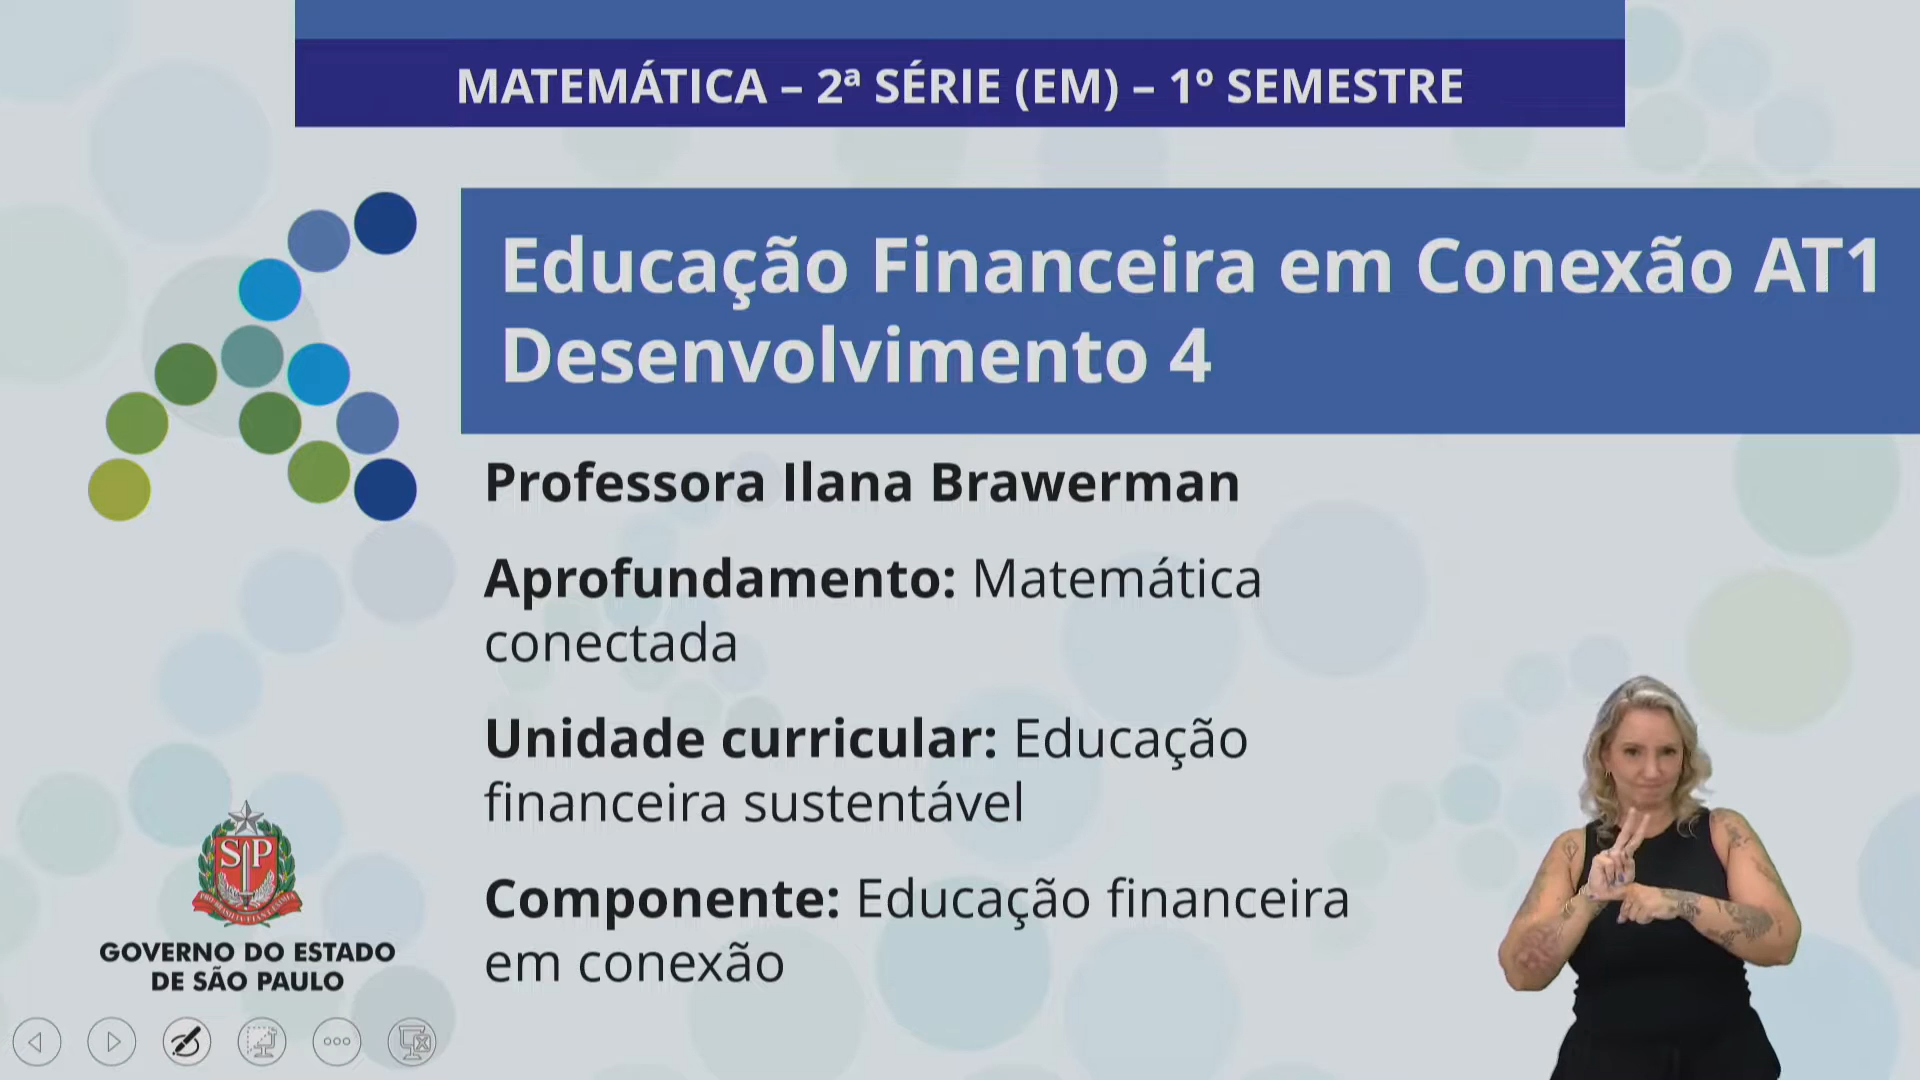 MATEMÁTICA – 2ª SÉRIE (EM) – 1º SEMESTRE
Educação Financeira em Conexão AT1
Desenvolvimento 4
Professora Ilana Brawerman
Aprofundamento: Matemática
conectada
Unidade curricular: Educação
financeira sustentável
Componente: Educação financeira
em conexão
SP
GOVERNO DO ESTADO
DE SÃO PAULO